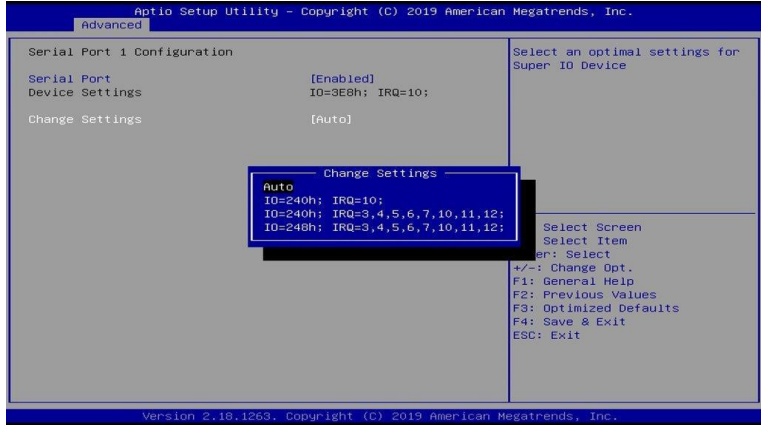 Aptio Setup Utility – Copyright (C) 2019 American Megatrends, Inc.
Advanced
Serial Port 1 Configuration
Serial Port [Enabled]
Device Settings IO=3E8h; IRQ=10;
Change Settings [Auto]
Select an optimal settings for
Super IO Device
Change Settings
Auto
IO=240h; IRQ=10;
IO=240h; IRQ=3,4,5,6,7,10,11,12;
IO=248h; IRQ=3,4,5,6,7,10,11,12;
Select Screen
Select Item
er: Select
+/-: Change Opt.
F1: General Help
F2: Previous Values
F3: Optimized Defaults
F4: Save & Exit
ESC: Exit
Version 2.18.1263. Copyright (C) 2019 American Megatrends, Inc.